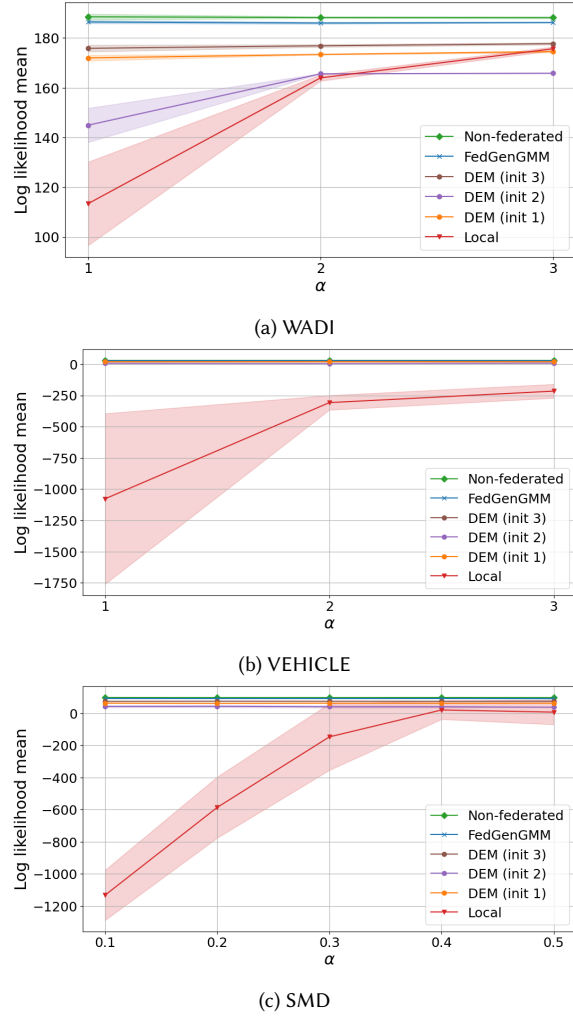 180
160
140
120
100
Log likelihood mean
Non-federated
FedGenGMM
DEM (init 3)
DEM (init 2)
DEM (init 1)
Local
1 2 3
α
(a) WADI
0
−250
−500
−750
−1000
−1250
−1500
−1750
Log likelihood mean
Non-federated
FedGenGMM
DEM (init 3)
DEM (init 2)
DEM (init 1)
Local
1 2 3
α
(b) VEHICLE
0
−200
−400
−600
−800
−1000
−1200
Log likelihood mean
Non-federated
FedGenGMM
DEM (init 3)
DEM (init 2)
DEM (init 1)
Local
0.1 0.2 0.3 0.4 0.5
α
(c) SMD